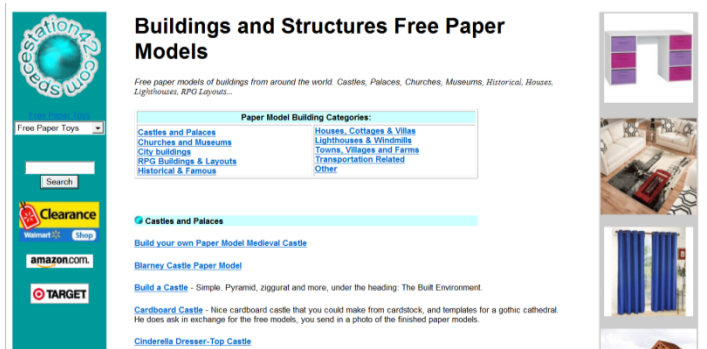 spacestation42.com
Free Paper Toys
Free Paper Toys
Search
Clearance
Walmart Shop
amazon.com.
TARGET
Buildings and Structures Free Paper
Models
Free paper models of buildings from around the world. Castles, Palaces, Churches, Museums, Historical, Houses,
Lighthouses, RPG Layouts...
Paper Model Building Categories:
Castles and Palaces
Churches and Museums
City buildings
RPG Buildings & Layouts
Historical & Famous
Houses, Cottages & Villas
Lighthouses & Windmills
Towns, Villages and Farms
Transportation Related
Other
Castles and Palaces
Build your own Paper Model Medieval Castle
Blarney Castle Paper Model
Build a Castle - Simple. Pyramid, ziggurat and more, under the heading: The Built Environment.
Cardboard Castle - Nice cardboard castle that you could make from cardstock, and templates for a gothic cathedral.
He does ask in exchange for the free models, you send in a photo of the finished paper models.
Cinderella Dresser-Top Castle